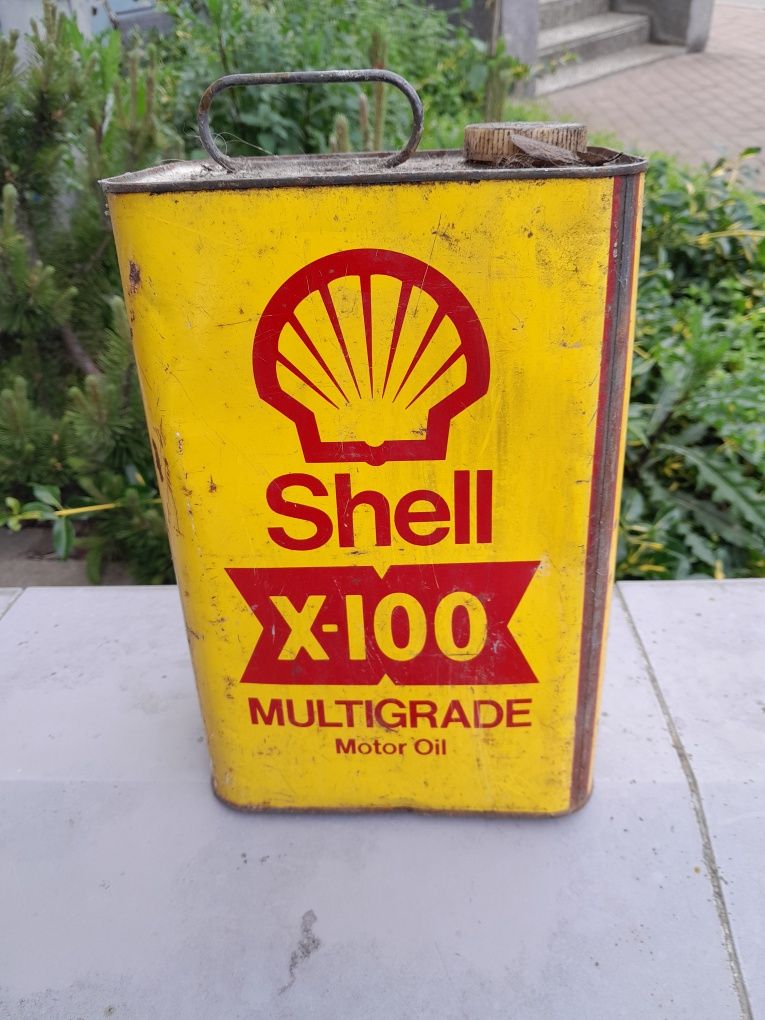 Shell
X-100
MULTIGRADE
Motor Oil